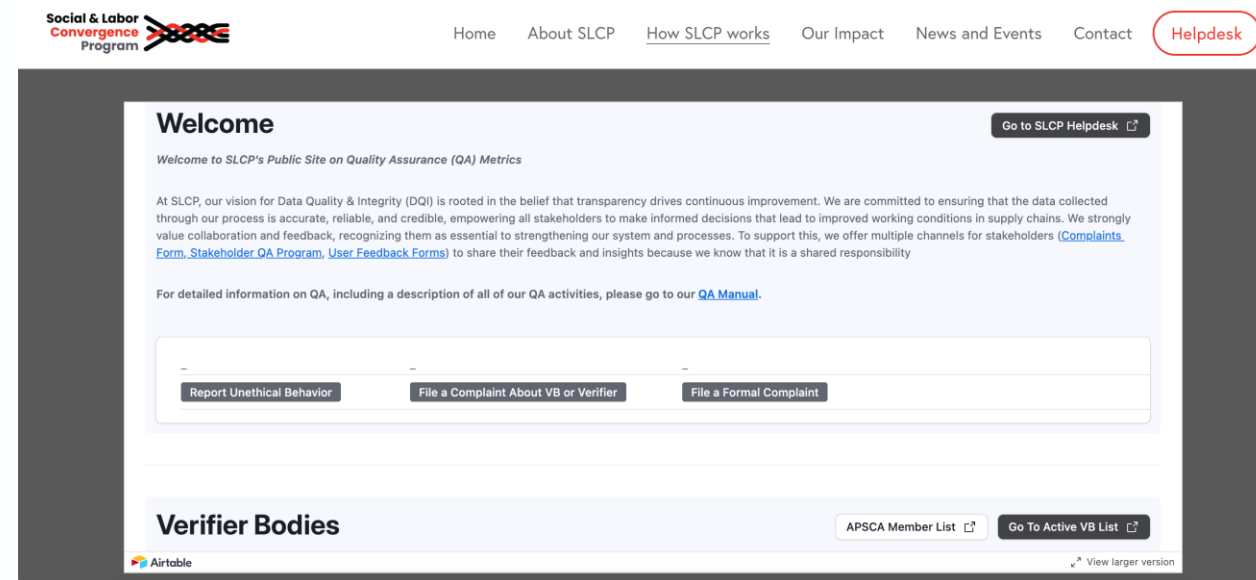 Social & Labor
Convergence
Program
Home About SLCP How SLCP works Our Impact News and Events Contact Helpdesk
Welcome
Go to SLCP Helpdesk
Welcome to SLCP's Public Site on Quality Assurance (QA) Metrics
At SLCP, our vision for Data Quality & Integrity (DQI) is rooted in the belief that transparency drives continuous improvement. We are committed to ensuring that the data collected
through our process is accurate, reliable, and credible, empowering all stakeholders to make informed decisions that lead to improved working conditions in supply chains. We strongly
value collaboration and feedback, recognizing them as essential to strengthening our system and processes. To support this, we offer multiple channels for stakeholders (Complaints
Form, Stakeholder QA Program, User Feedback Forms) to share their feedback and insights because we know that it is a shared responsibility
For detailed information on QA, including a description of all of our QA activities, please go to our QA Manual.
– – –
Report Unethical Behavior File a Complaint About VB or Verifier File a Formal Complaint
Verifier Bodies
APSCA Member List Go To Active VB List
Airtable View larger version